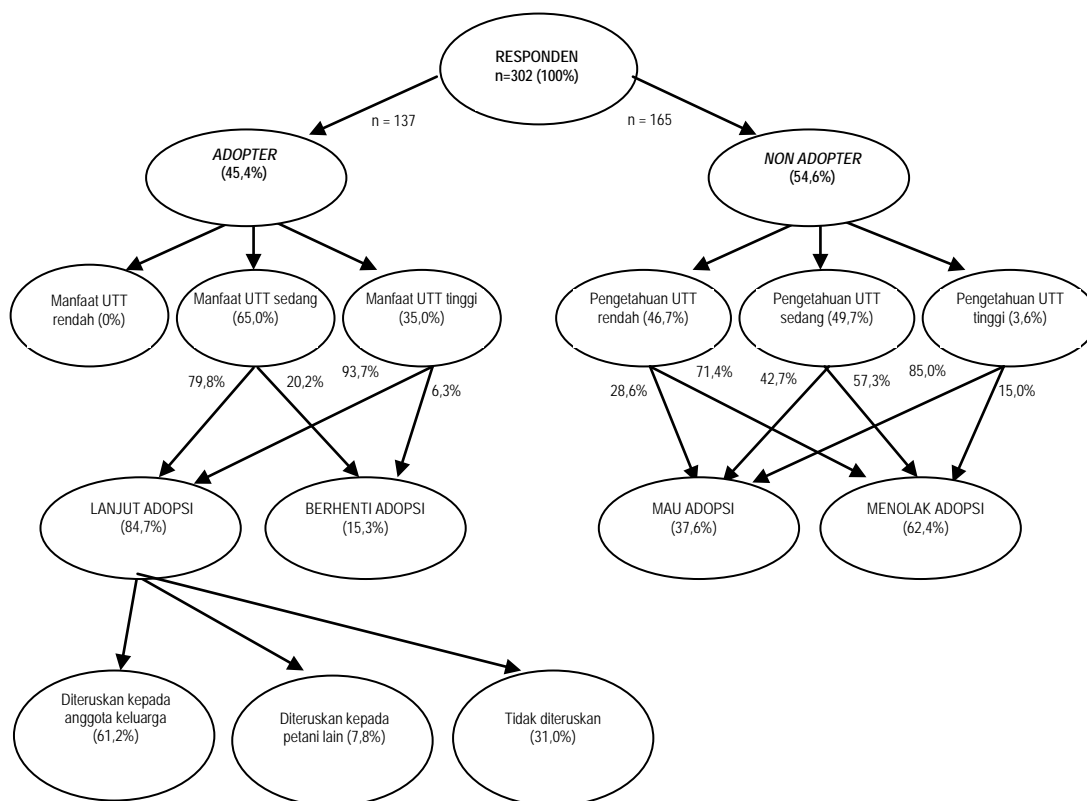 RESPONDEN
n=302 (100%)
n = 137
n = 165
ADOPTER
(45,4%)
NON ADOPTER
(54,6%)
Manfaat UTT
rendah (0%)
Manfaat UTT sedang
(65,0%)
Manfaat UTT tinggi
(35,0%)
Pengetahuan UTT
rendah (46,7%)
Pengetahuan UTT
sedang (49,7%)
Pengetahuan UTT
tinggi (3,6%)
79,8%
20,2%
93,7%
6,3%
28,6%
71,4%
42,7%
57,3%
85,0%
15,0%
LANJUT ADOPSI
(84,7%)
BERHENTI ADOPSI
(15,3%)
MAU ADOPSI
(37,6%)
MENOLAK ADOPSI
(62,4%)
Diteruskan kepada
anggota keluarga
(61,2%)
Diteruskan kepada
petani lain (7,8%)
Tidak diteruskan
(31,0%)